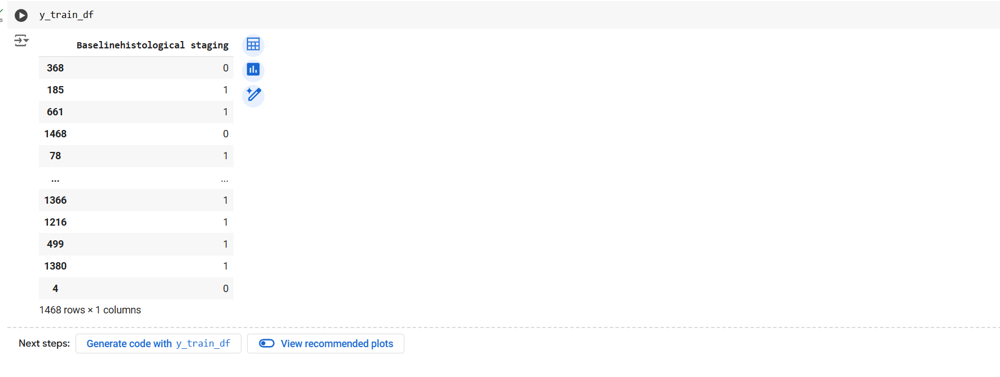 y_train_df
s
Baselinehistological staging
368 0
185 1
661 1
1468 0
78 1
... ...
1366 1
1216 1
499 1
1380 1
4 0
1468 rows × 1 columns
Next steps: Generate code with y_train_df View recommended plots